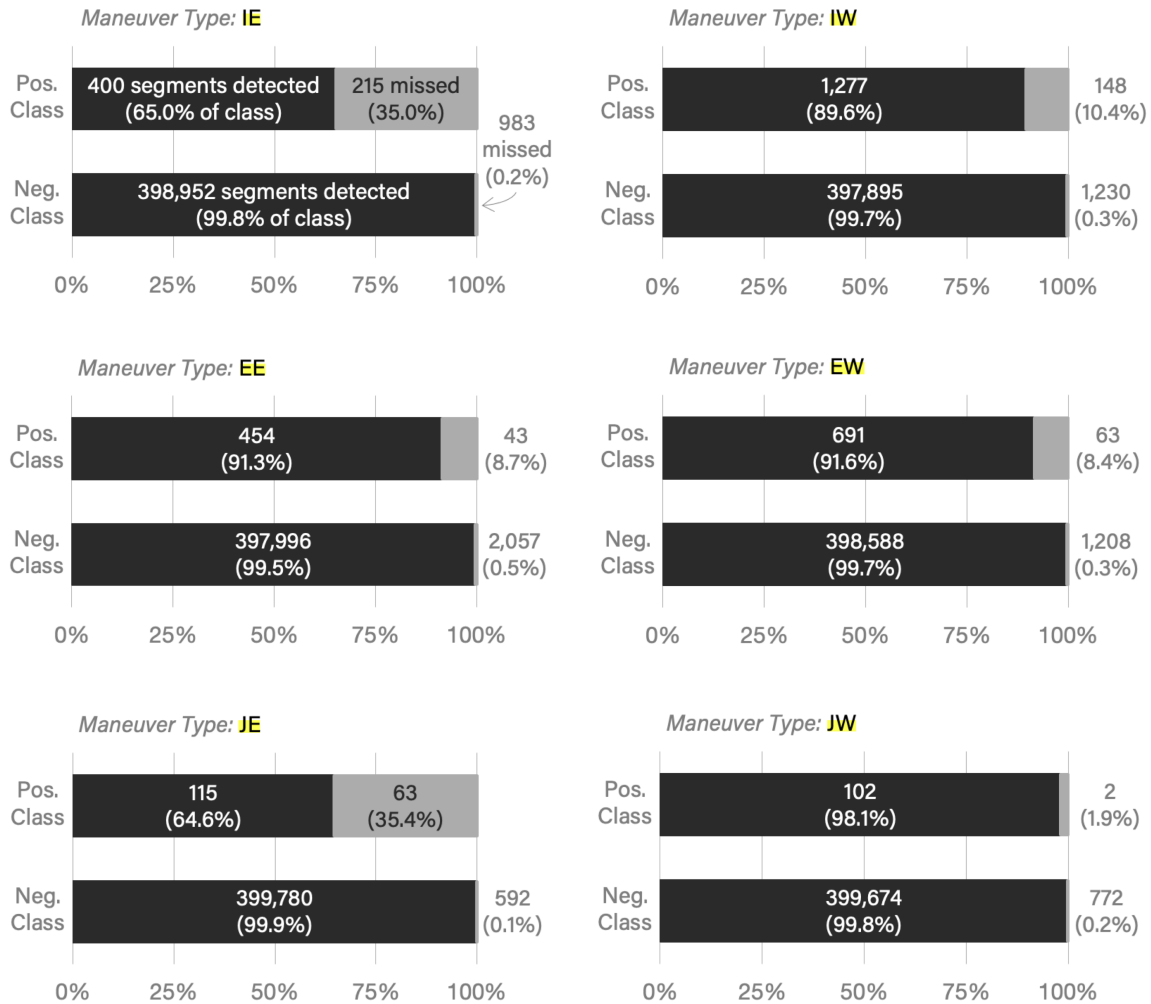 Maneuver Type: IE
Pos.
Class
400 segments detected
(65.0% of class)
215 missed
(35.0%)
983
missed
(0.2%)
Neg.
Class
398,952 segments detected
(99.8% of class)
0% 25% 50% 75% 100%
Maneuver Type: IW
Pos.
Class
1,277
(89.6%)
148
(10.4%)
Neg.
Class
397,895
(99.7%)
1,230
(0.3%)
0% 25% 50% 75% 100%
Maneuver Type: EE
Pos.
Class
454
(91.3%)
43
(8.7%)
Neg.
Class
397,996
(99.5%)
2,057
(0.5%)
0% 25% 50% 75% 100%
Maneuver Type: EW
Pos.
Class
691
(91.6%)
63
(8.4%)
Neg.
Class
398,588
(99.7%)
1,208
(0.3%)
0% 25% 50% 75% 100%
Maneuver Type: JE
Pos.
Class
115
(64.6%)
63
(35.4%)
Neg.
Class
399,780
(99.9%)
592
(0.1%)
0% 25% 50% 75% 100%
Maneuver Type: JW
Pos.
Class
102
(98.1%)
2
(1.9%)
Neg.
Class
399,674
(99.8%)
772
(0.2%)
0% 25% 50% 75% 100%